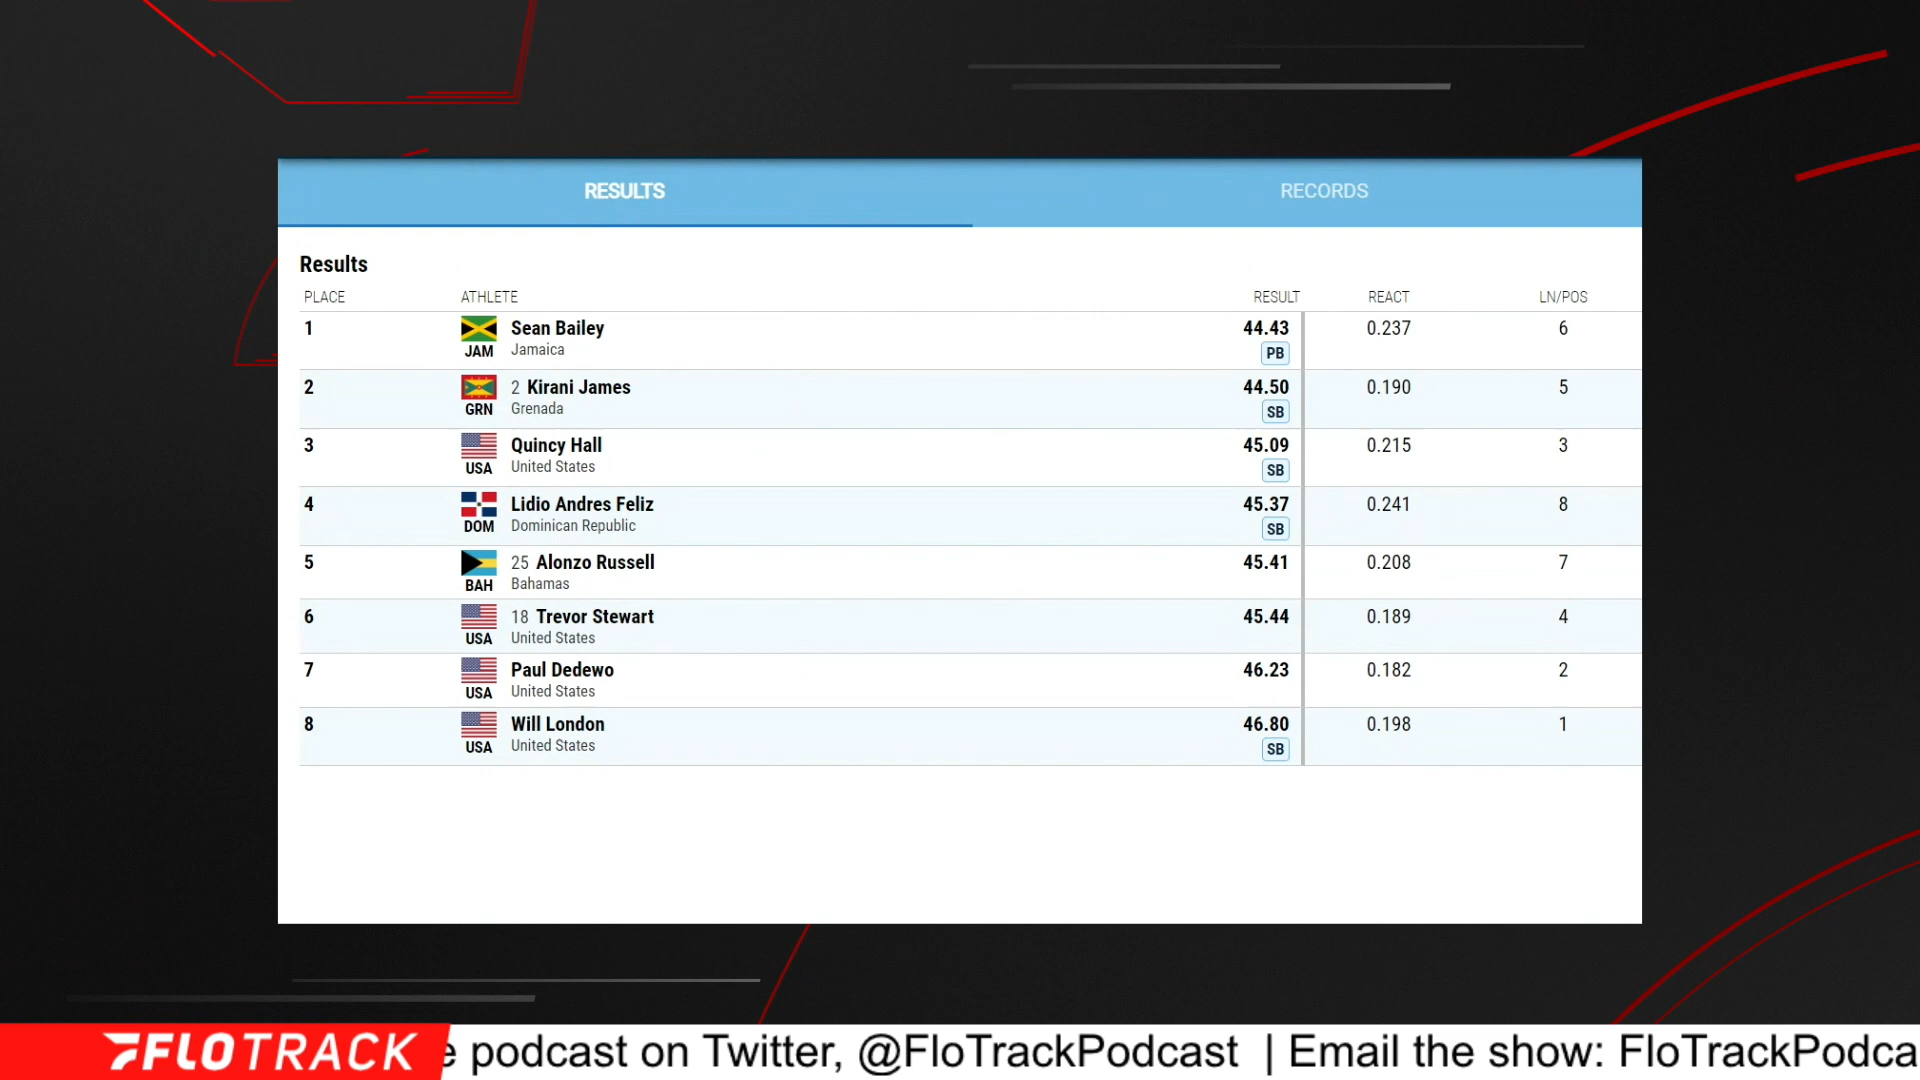 RESULTS RECORDS
Results
PLACE ATHLETE RESULT REACT LN/POS
1 Sean Bailey 44.43 0.237 6
JAM Jamaica PB
2 2 Kirani James 44.50 0.190 5
GRN Grenada SB
3 Quincy Hall 45.09 0.215 3
USA United States SB
4 Lidio Andres Feliz 45.37 0.241 8
DOM Dominican Republic SB
5 25 Alonzo Russell 45.41 0.208 7
BAH Bahamas
6 18 Trevor Stewart 45.44 0.189 4
USA United States
7 Paul Dedewo 46.23 0.182 2
USA United States
8 Will London 46.80 0.198 1
USA United States SB
FLOTRACK e podcast on Twitter, @FloTrackPodcast | Email the show: FloTrackPodca